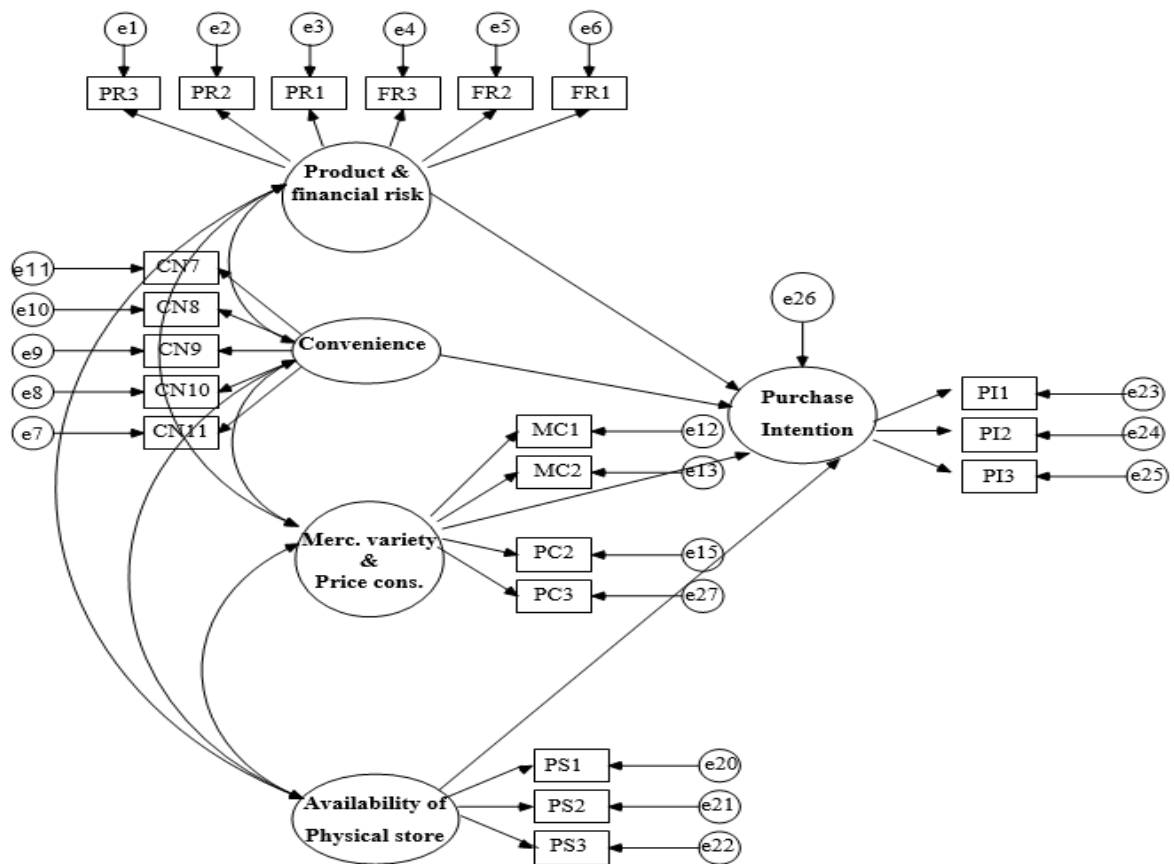 e1 e2 e3 e4 e5 e6
PR3 PR2 PR1 FR3 FR2 FR1
Product &
financial risk
e11 CN7
e10 CN8
e9 CN9
e8 CN10
e7 CN11
Convenience
e26
Purchase
Intention
PI1 e23
PI2 e24
PI3 e25
MC1 e12
MC2 e13
Merc. variety
&
Price cons.
PC2 e15
PC3 e27
Availability of
Physical store
PS1 e20
PS2 e21
PS3 e22